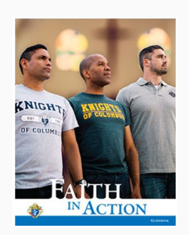 KNIGHTS
OF COLUMBUS
KNIGHTS
OF COLUMBUS
FAITH
IN ACTION